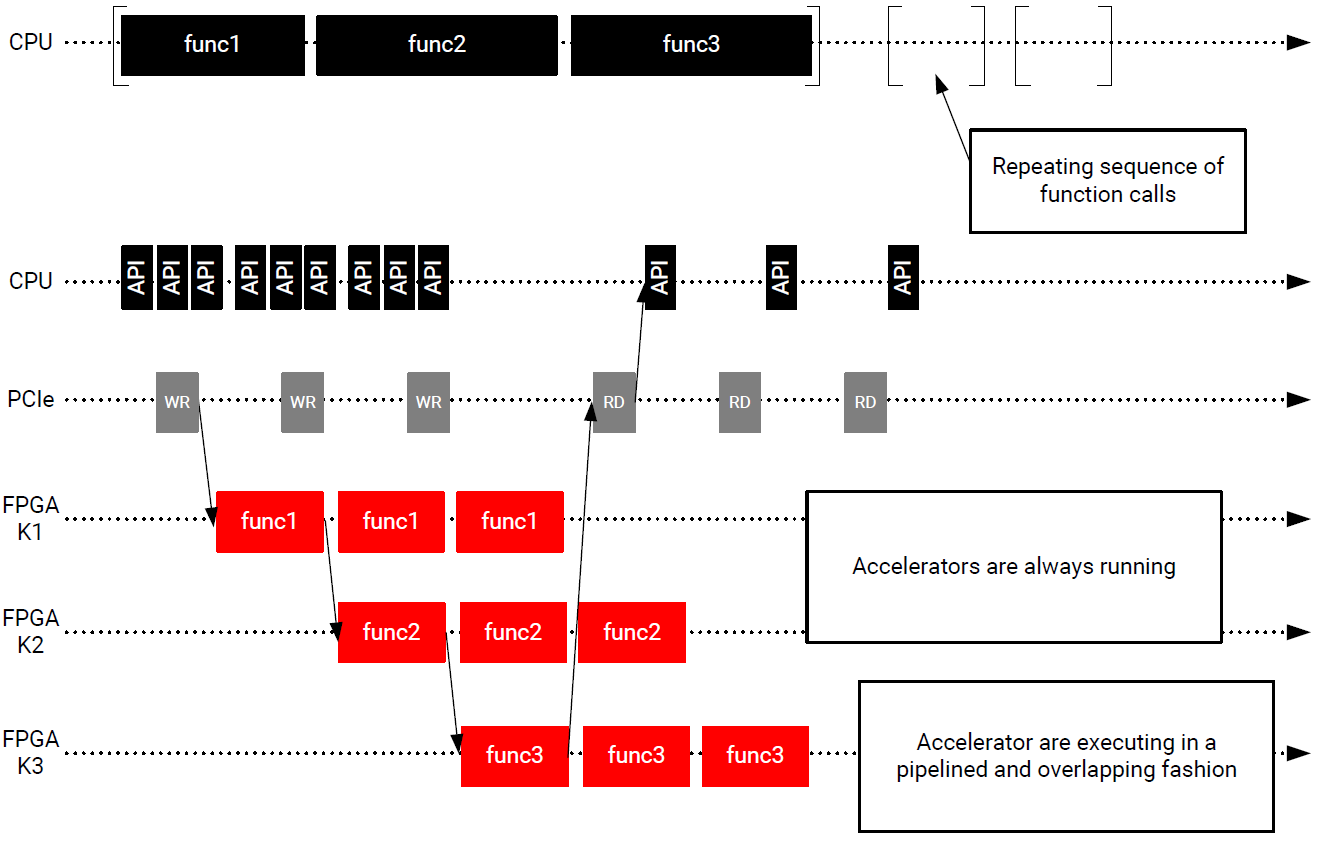 CPU
func1
func2
func3
Repeating sequence of
function calls
CPU
API
API
API
API
API
API
API
API
API
API
API
API
PCIe
WR
WR
WR
RD
RD
RD
FPGA
K1
func1
func1
func1
Accelerators are always running
FPGA
K2
func2
func2
func2
FPGA
K3
func3
func3
func3
Accelerator are executing in a
pipelined and overlapping fashion